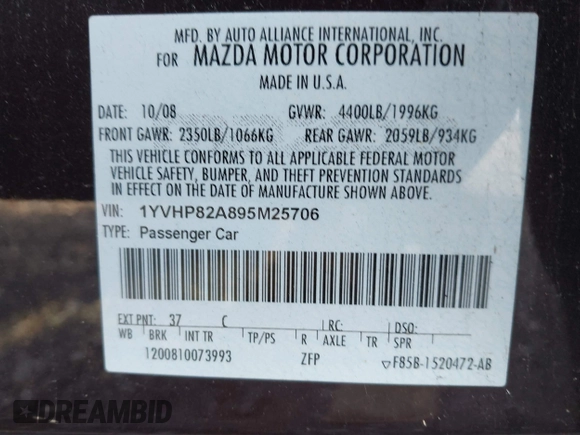 MFD. BY AUTO ALLIANCE INTERNATIONAL, INC.
FOR MAZDA MOTOR CORPORATION
MADE IN U.S.A.
DATE: 10/08 GVWR: 4400LB/1996KG
FRONT GAWR: 2350LB/1066KG REAR GAWR: 2059LB/934KG
THIS VEHICLE CONFORMS TO ALL APPLICABLE FEDERAL MOTOR
VEHICLE SAFETY, BUMPER, AND THEFT PREVENTION STANDARDS
IN EFFECT ON THE DATE OF MANUFACTURE SHOWN ABOVE.
VIN: 1YVHP82A895M25706
TYPE: Passenger Car
EXT PNT: 37 C RC: DSO:
WB BRK INT TR TP/PS R AXLE TR SPR
1200810073993 ZFP ▽F85B-1520472-AB
DREAMBID